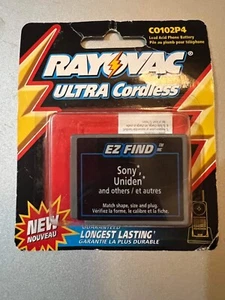 CO102P4
Lead Acid Phone Battery
Pile au plomb pour téléphone
RAYOVAC
ULTRA Cordless
EZ FIND
Sony,
Uniden
and others / et autres
Match shape, size and plug.
Vérifiez la forme, le calibre et la fiche.
NEW
NOUVEAU
LONGEST LASTING
GARANTIE LA PLUS DURABLE